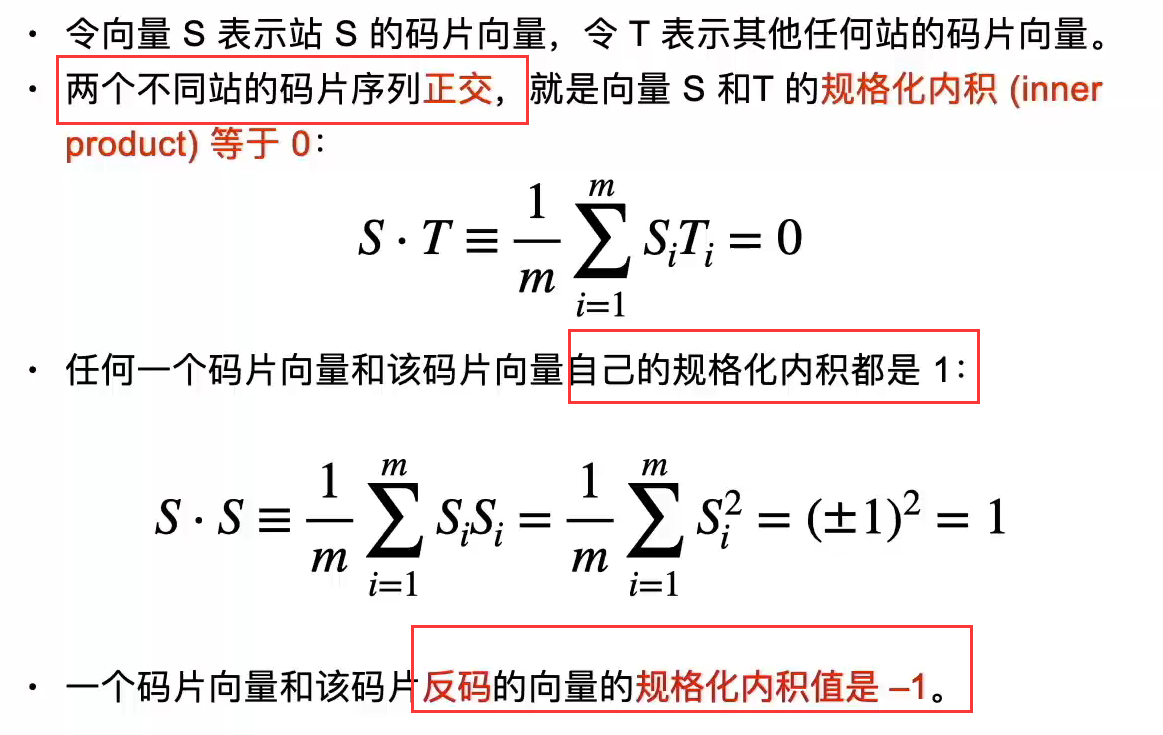 · 令向量 S 表示站 S 的码片向量，令 T 表示其他任何站的码片向量。
· 两个不同站的码片序列正交，就是向量 S 和T 的规格化内积 (inner
product) 等于 0：
S · T ≡ \frac{1}{m} \sum_{i=1}^{m} S_i T_i = 0
· 任何一个码片向量和该码片向量自己的规格化内积都是 1：
S · S ≡ \frac{1}{m} \sum_{i=1}^{m} S_i S_i = \frac{1}{m} \sum_{i=1}^{m} S_i^2 = (±1)^2 = 1
· 一个码片向量和该码片反码的向量的规格化内积值是 –1。